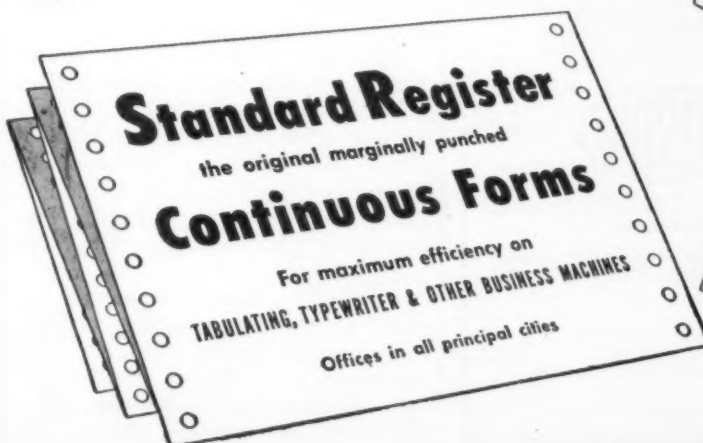 Standard Register
the original marginally punched
Continuous Forms
For maximum efficiency on
TABULATING, TYPEWRITER & OTHER BUSINESS MACHINES
Offices in all principal cities